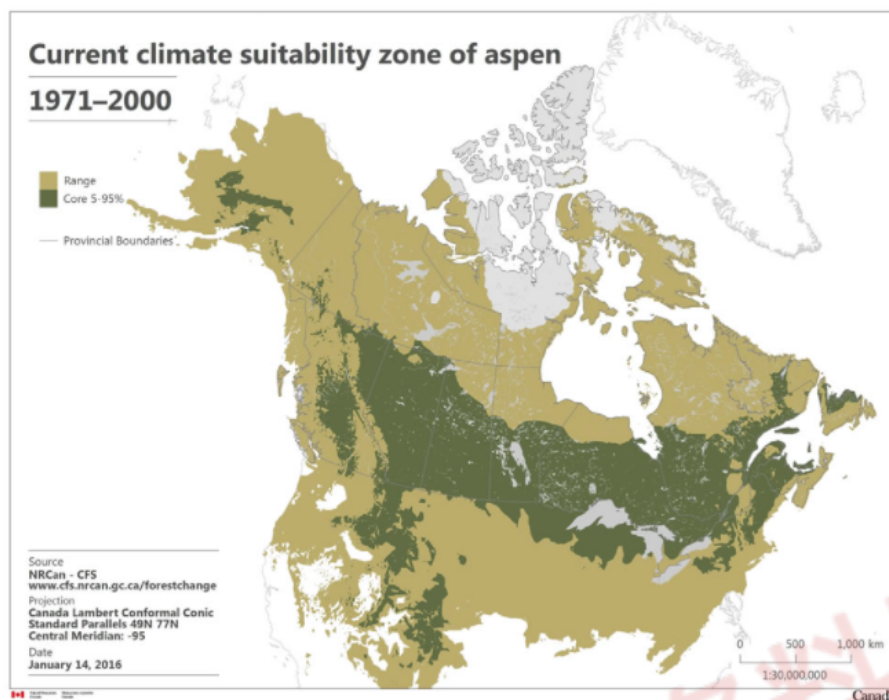 Current climate suitability zone of aspen
1971–2000
Range
Core 5-95%
Provincial Boundaries
Source
NRCan - CFS
www.cfs.nrcan.gc.ca/forestchange
Projection
Canada Lambert Conformal Conic
Standard Parallels 49N 77N
Central Meridian: -95
Date
January 14, 2016
0 500 1,000 km
1:30,000,000
Canada